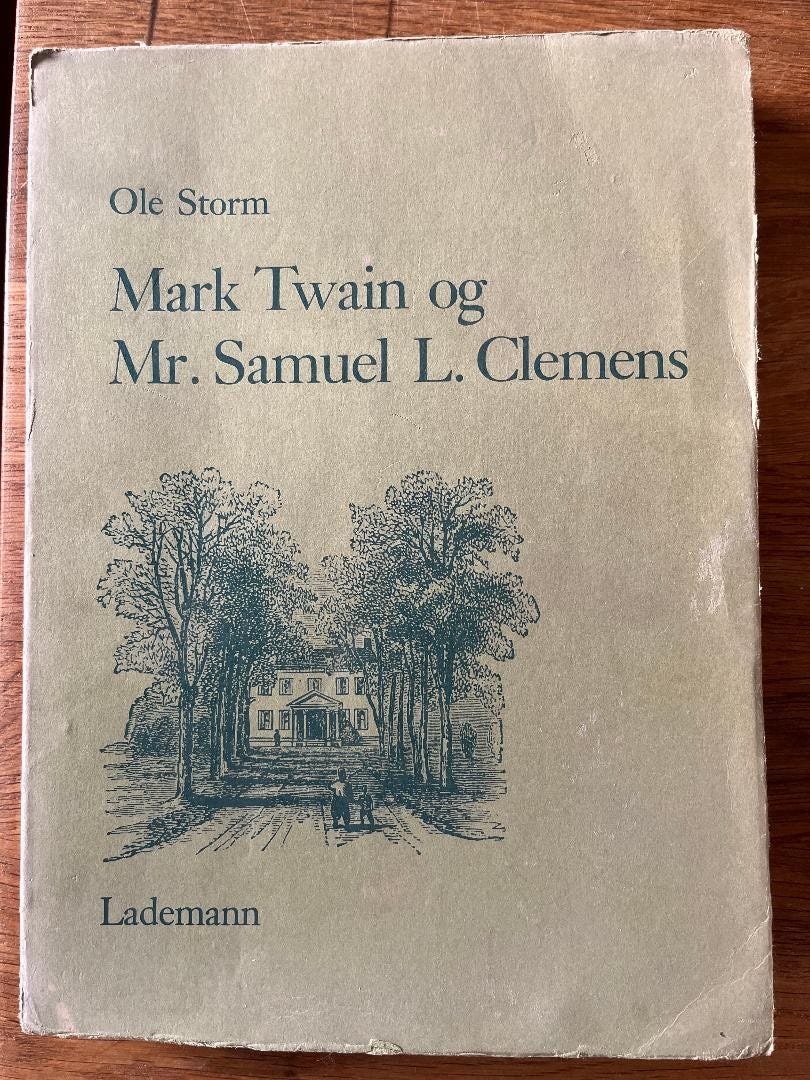 Ole Storm
Mark Twain og
Mr. Samuel L. Clemens
Lademann